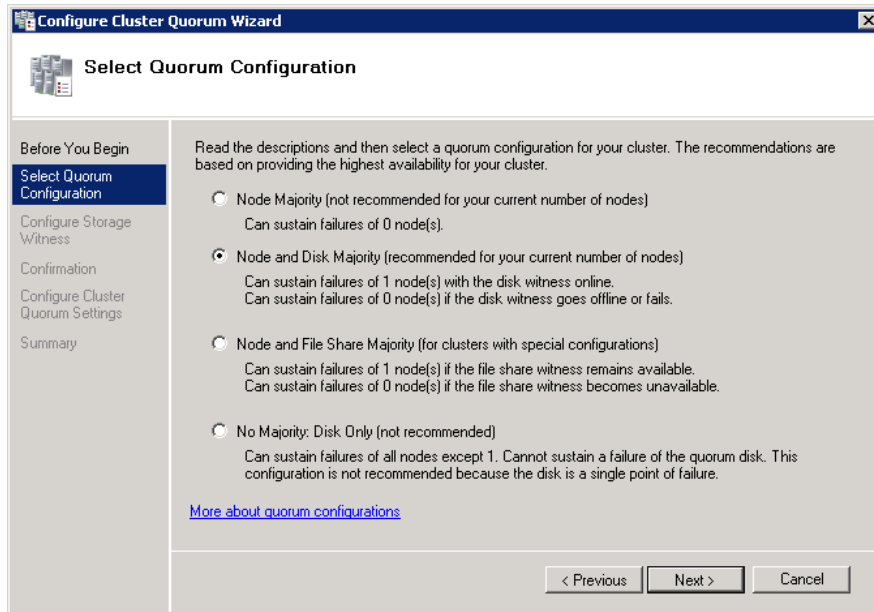 Configure Cluster Quorum Wizard
Select Quorum Configuration
Before You Begin
Select Quorum
Configuration
Configure Storage
Witness
Confirmation
Configure Cluster
Quorum Settings
Summary
Read the descriptions and then select a quorum configuration for your cluster. The recommendations are
based on providing the highest availability for your cluster.
Node Majority (not recommended for your current number of nodes)
Can sustain failures of 0 node(s).
Node and Disk Majority (recommended for your current number of nodes)
Can sustain failures of 1 node(s) with the disk witness online.
Can sustain failures of 0 node(s) if the disk witness goes offline or fails.
Node and File Share Majority (for clusters with special configurations)
Can sustain failures of 1 node(s) if the file share witness remains available.
Can sustain failures of 0 node(s) if the file share witness becomes unavailable.
No Majority: Disk Only (not recommended)
Can sustain failures of all nodes except 1. Cannot sustain a failure of the quorum disk. This
configuration is not recommended because the disk is a single point of failure.
More about quorum configurations
< Previous
Next >
Cancel